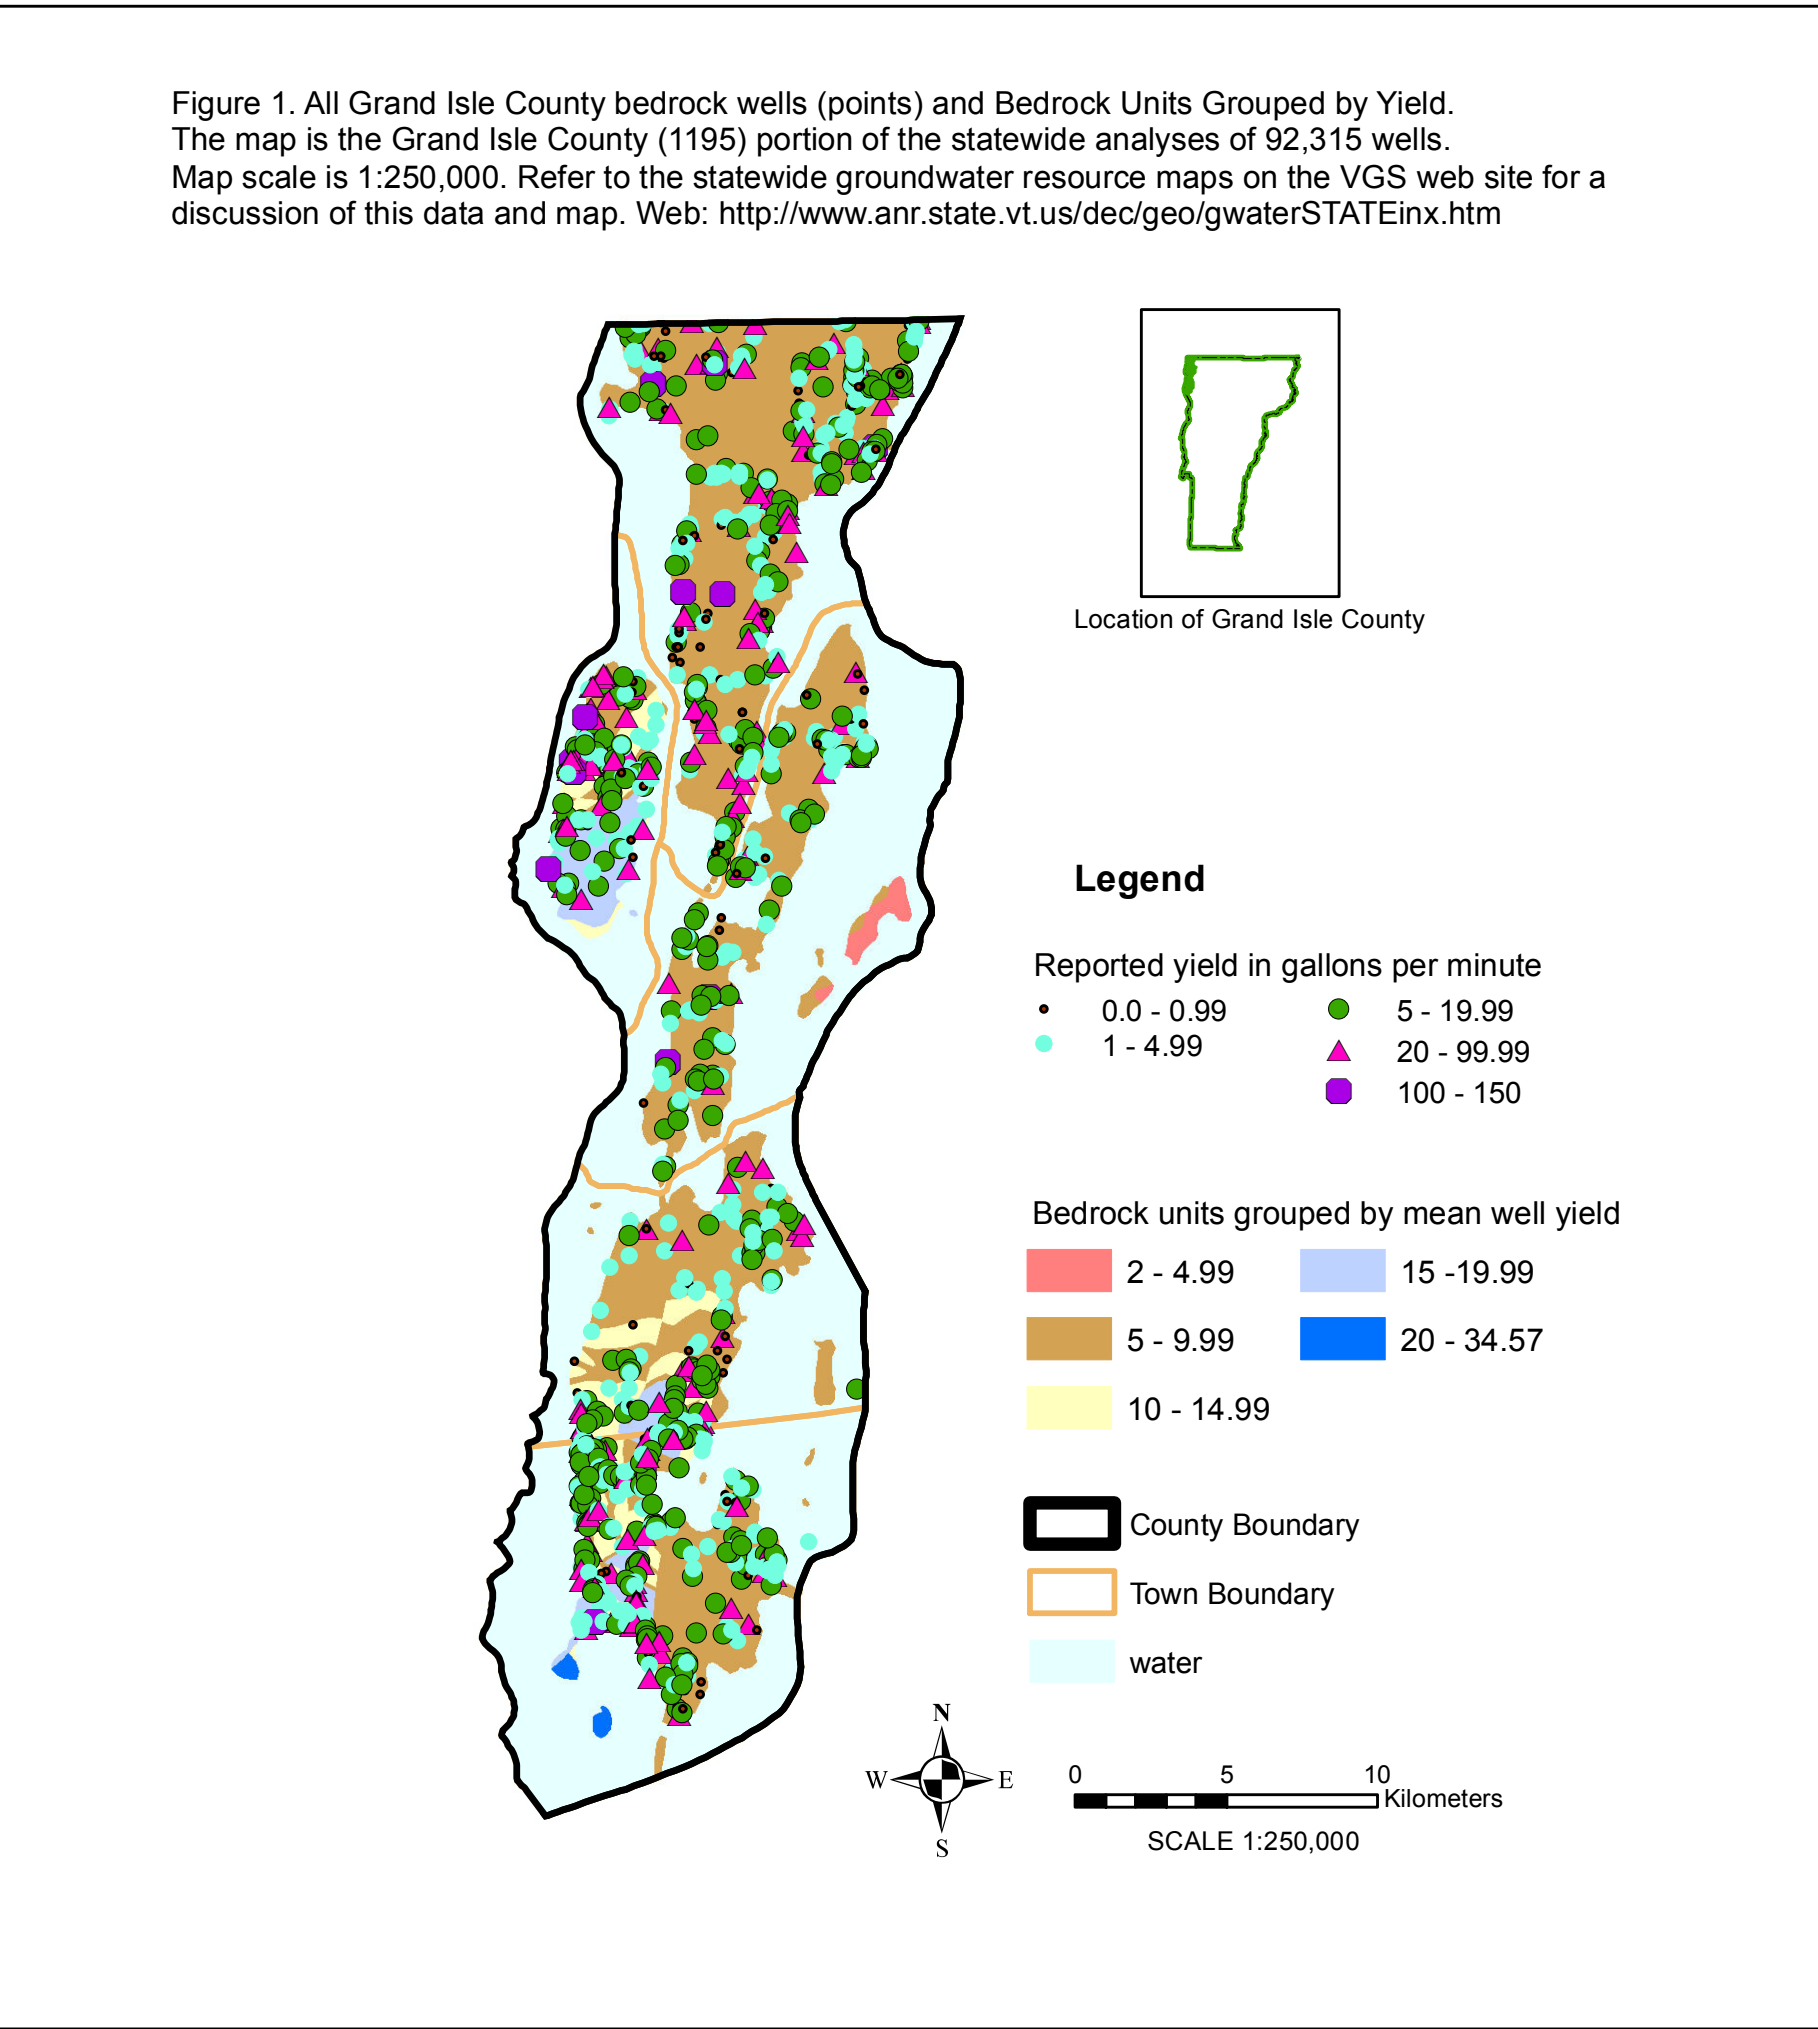 Figure 1. All Grand Isle County bedrock wells (points) and Bedrock Units Grouped by Yield.
The map is the Grand Isle County (1195) portion of the statewide analyses of 92,315 wells.
Map scale is 1:250,000. Refer to the statewide groundwater resource maps on the VGS web site for a
discussion of this data and map. Web: http://www.anr.state.vt.us/dec/geo/gwaterSTATEinx.htm
Location of Grand Isle County
Legend
Reported yield in gallons per minute
0.0 - 0.99
5 - 19.99
1 - 4.99
20 - 99.99
100 - 150
Bedrock units grouped by mean well yield
2 - 4.99
15 -19.99
5 - 9.99
20 - 34.57
10 - 14.99
County Boundary
Town Boundary
water
N
W
E
S
0 5 10
Kilometers
SCALE 1:250,000